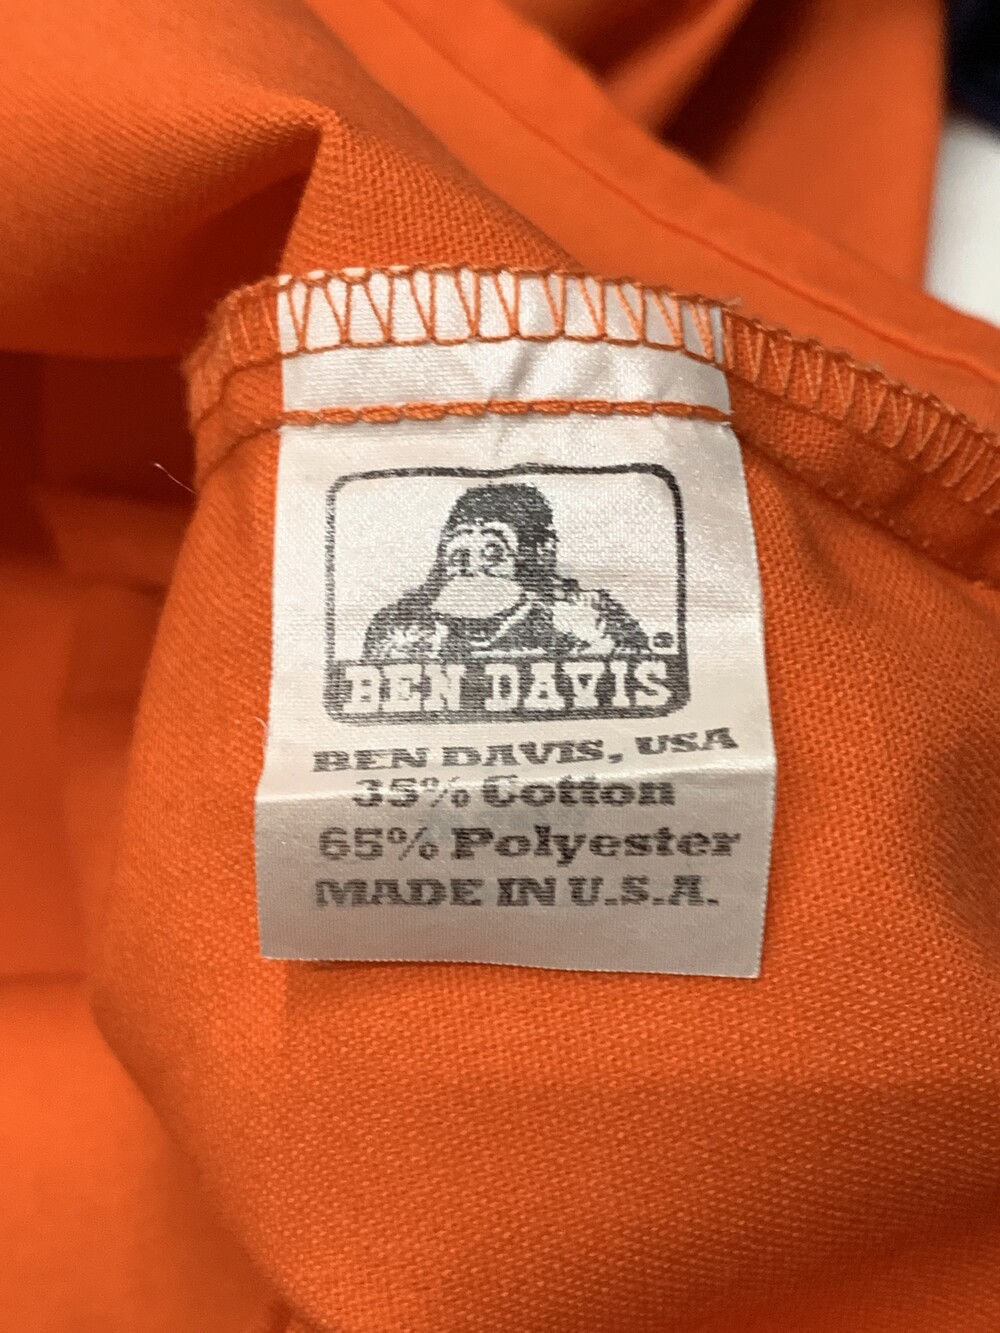 BEN DAVIS
®
BEN DAVIS, USA
35% Cotton
65% Polyester
MADE IN U.S.A.